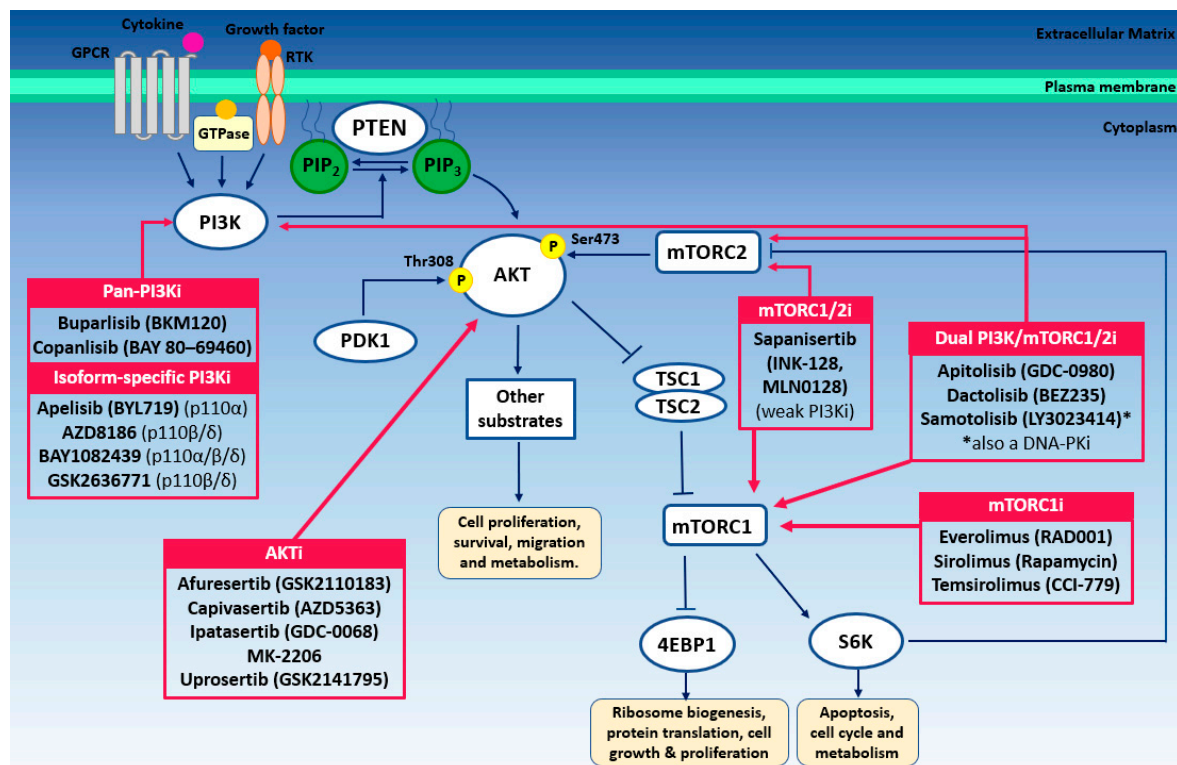 Cytokine
Growth factor
Extracellular Matrix
GPCR
RTK
Plasma membrane
GTPase
PTEN
Cytoplasm
PIP2
PIP3
PI3K
Ser473
mTORC2
Thr308
P
P
AKT
PDK1
Pan-PI3Ki
Buparlisib (BKM120)
Copanlisib (BAY 80–69460)
Isoform-specific PI3Ki
Apelisib (BYL719) (p110α)
AZD8186 (p110β/δ)
BAY1082439 (p110α/β/δ)
GSK2636771 (p110β/δ)
mTORC1/2i
Sapanisertib
(INK-128,
MLN0128)
(weak PI3Ki)
Dual PI3K/mTORC1/2i
Apitolisib (GDC-0980)
Dactolisib (BEZ235)
Samotolisib (LY3023414)*
*also a DNA-PKi
TSC1
TSC2
Other
substrates
mTORC1
mTORC1i
Everolimus (RAD001)
Sirolimus (Rapamycin)
Temsirolimus (CCI-779)
Cell proliferation,
survival, migration
and metabolism.
AKTi
Afuresertib (GSK2110183)
Capivasertib (AZD5363)
Ipatasertib (GDC-0068)
MK-2206
Uprosertib (GSK2141795)
4EBP1
S6K
Ribosome biogenesis,
protein translation, cell
growth & proliferation
Apoptosis,
cell cycle and
metabolism